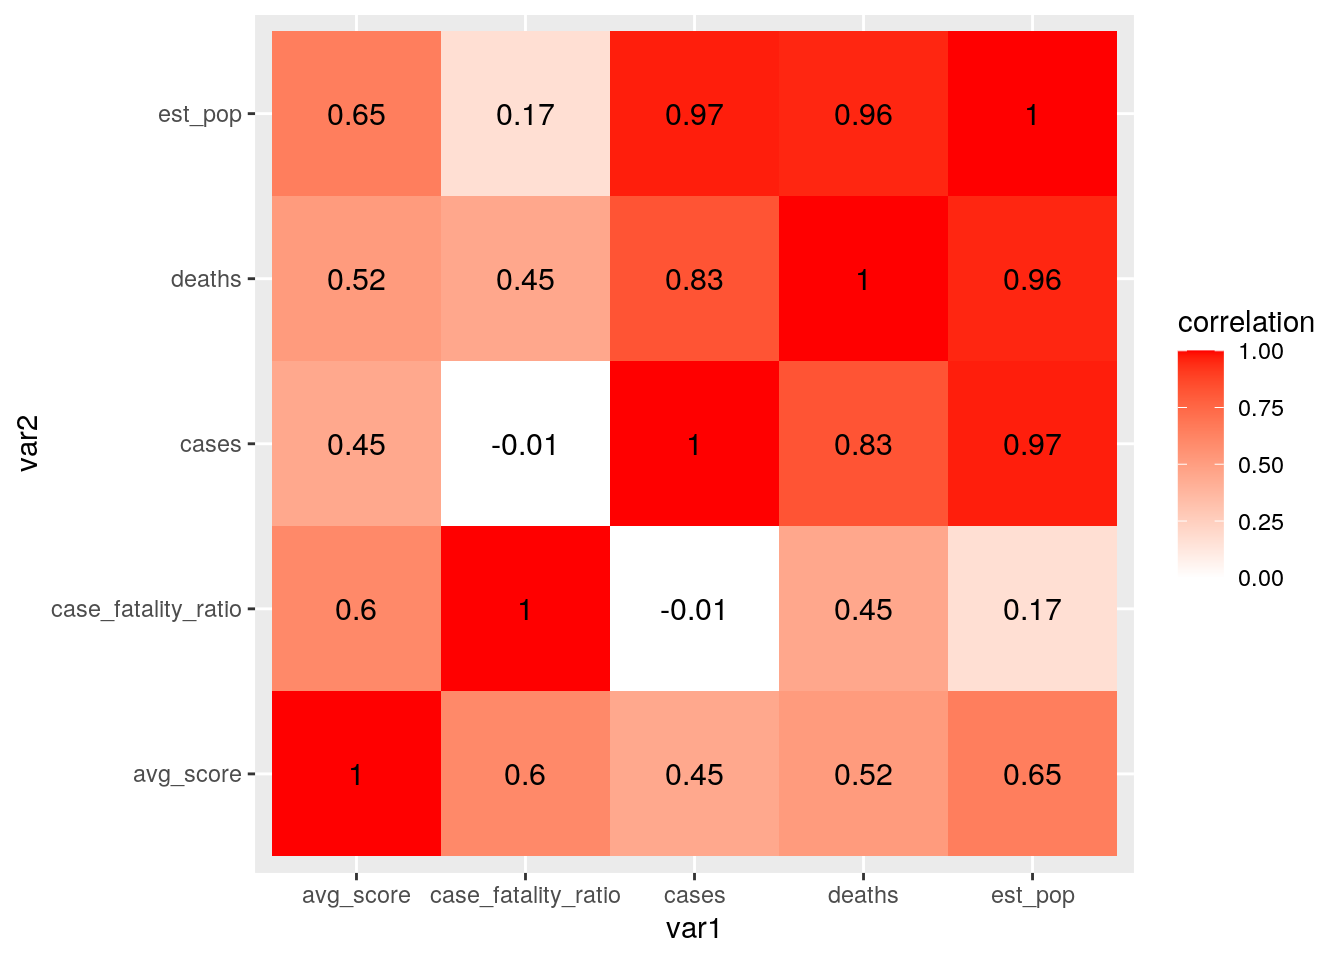 est_pop
0.65 0.17 0.97 0.96 1
deaths
0.52 0.45 0.83 1 0.96
cases
0.45 -0.01 1 0.83 0.97
case_fatality_ratio
0.6 1 -0.01 0.45 0.17
avg_score
1 0.6 0.45 0.52 0.65
avg_score case_fatality_ratio cases deaths est_pop
var1
var2
correlation
1.00
0.75
0.50
0.25
0.00